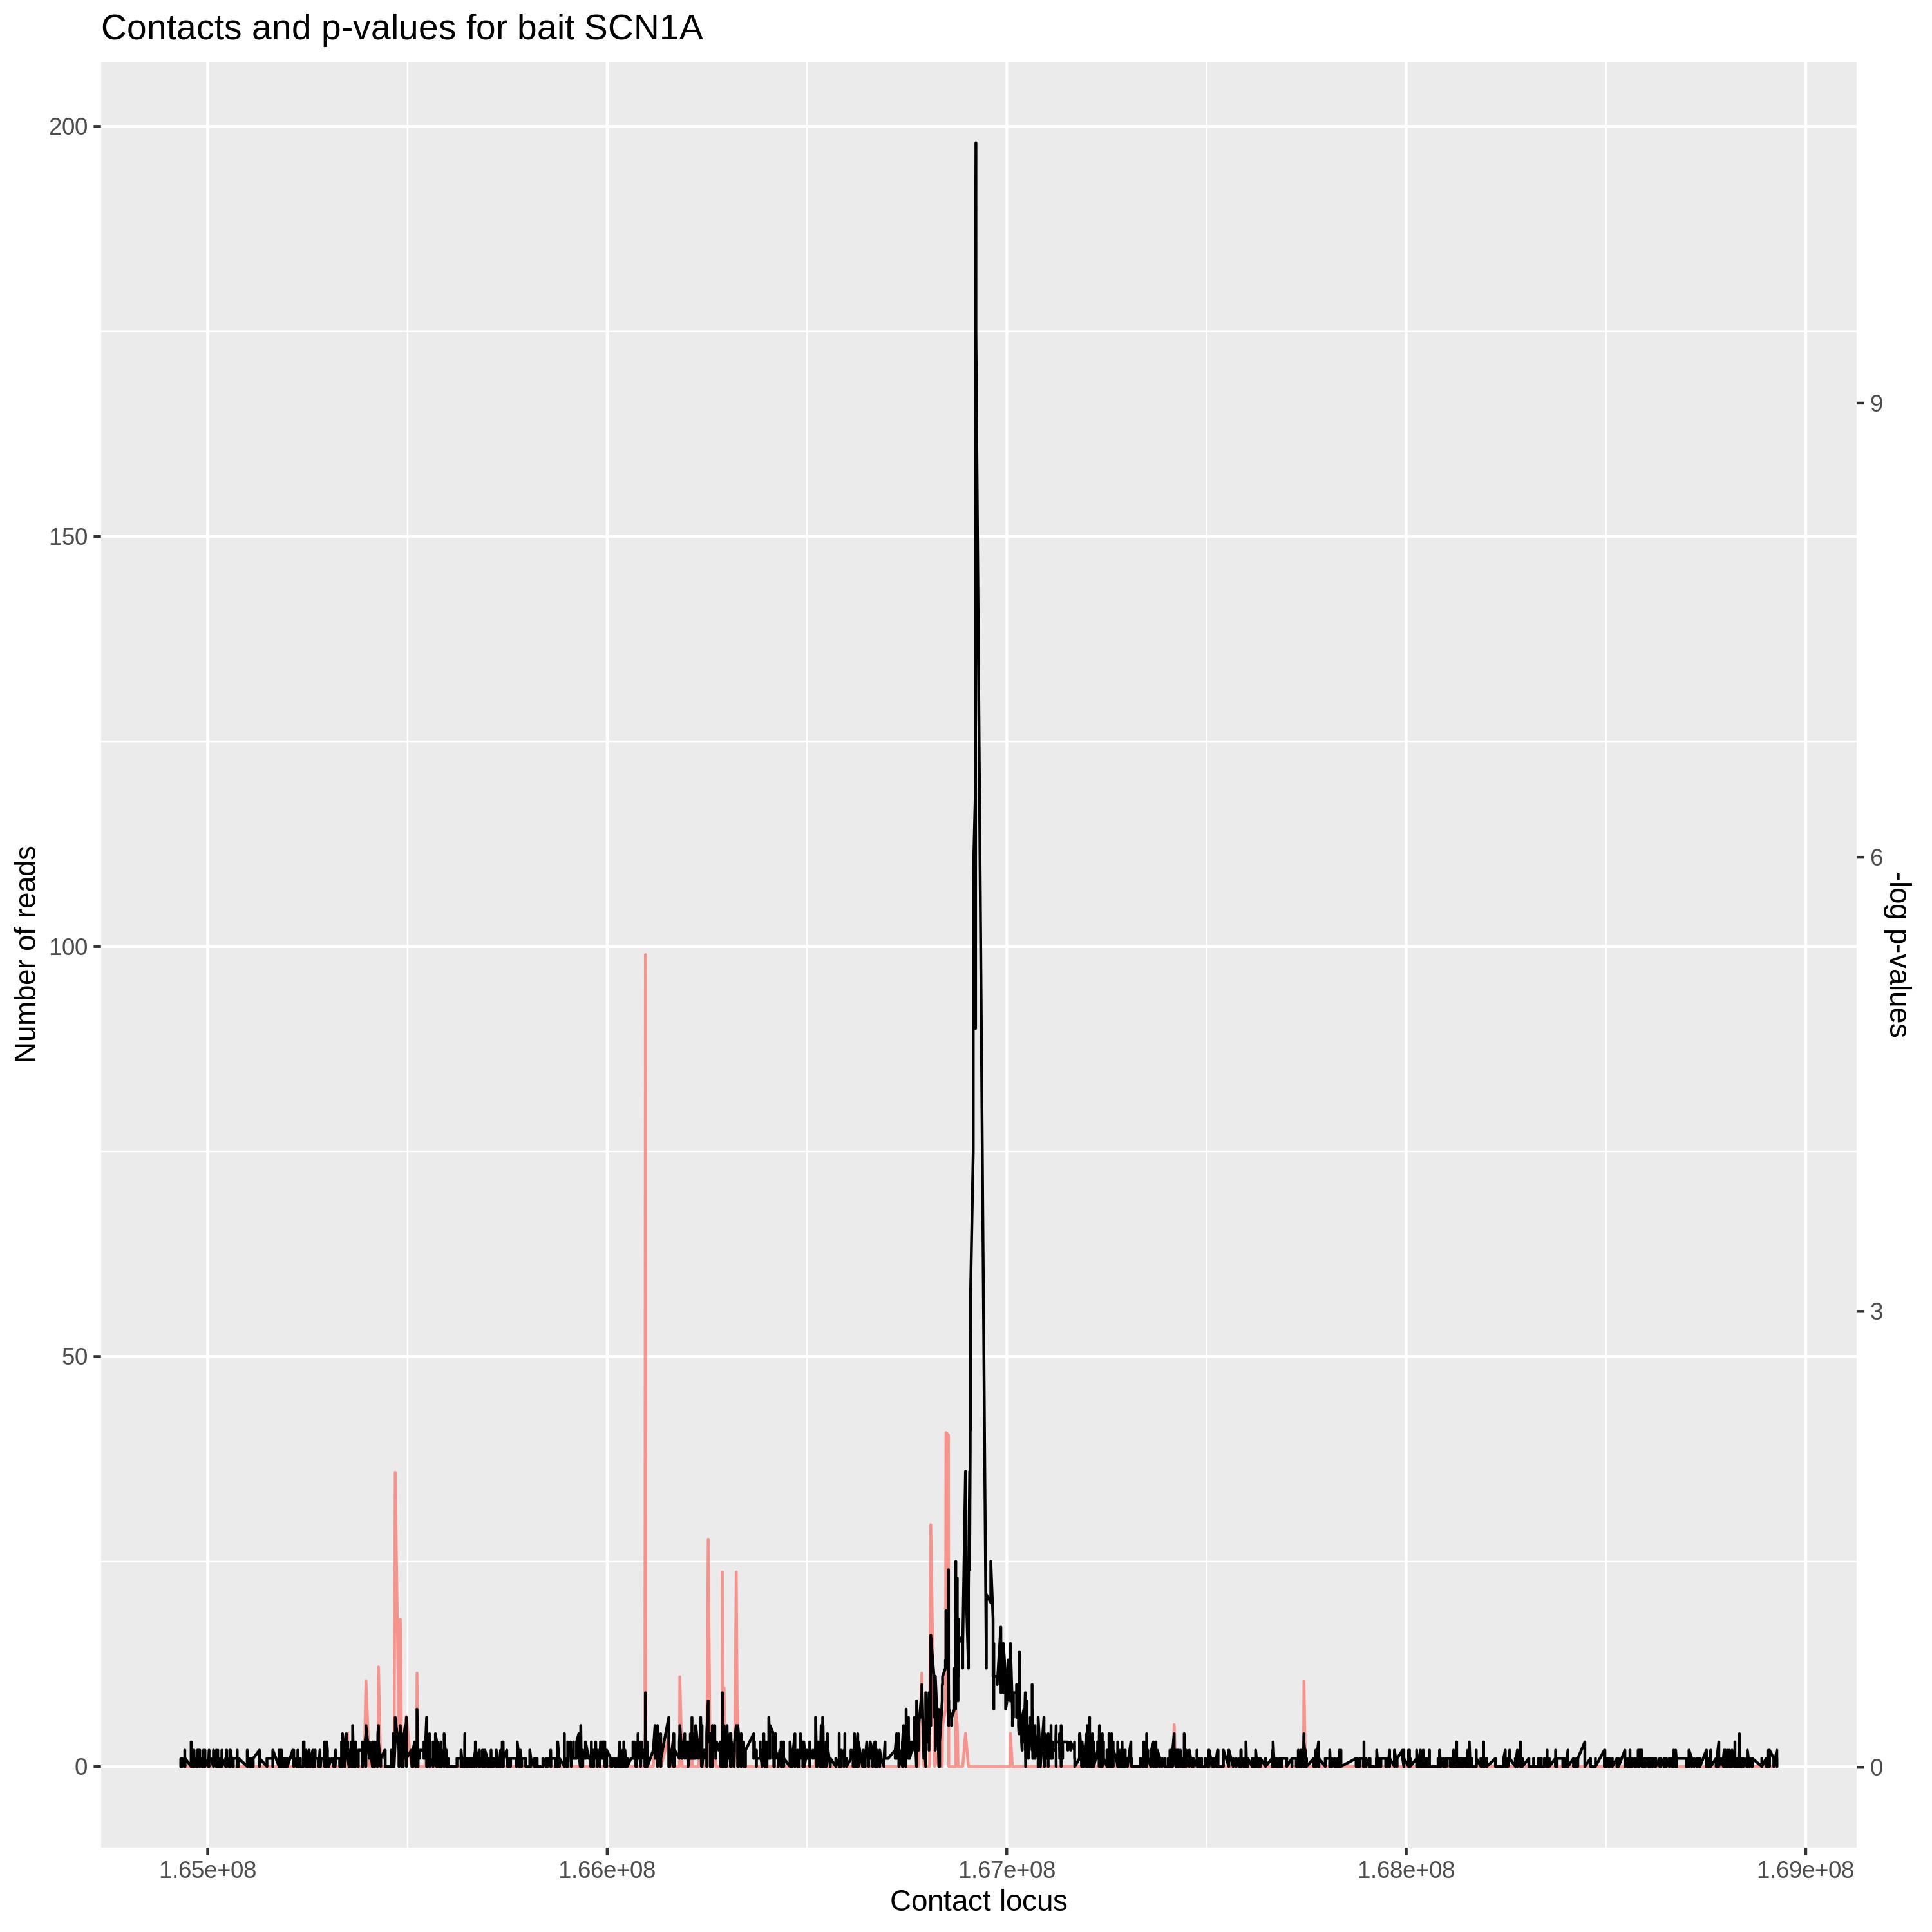 Contacts and p-values for bait SCN1A
200
150
100
50
0
Number of reads
9
6
3
0
-log p-values
1.65e+08 1.66e+08 1.67e+08 1.68e+08 1.69e+08
Contact locus